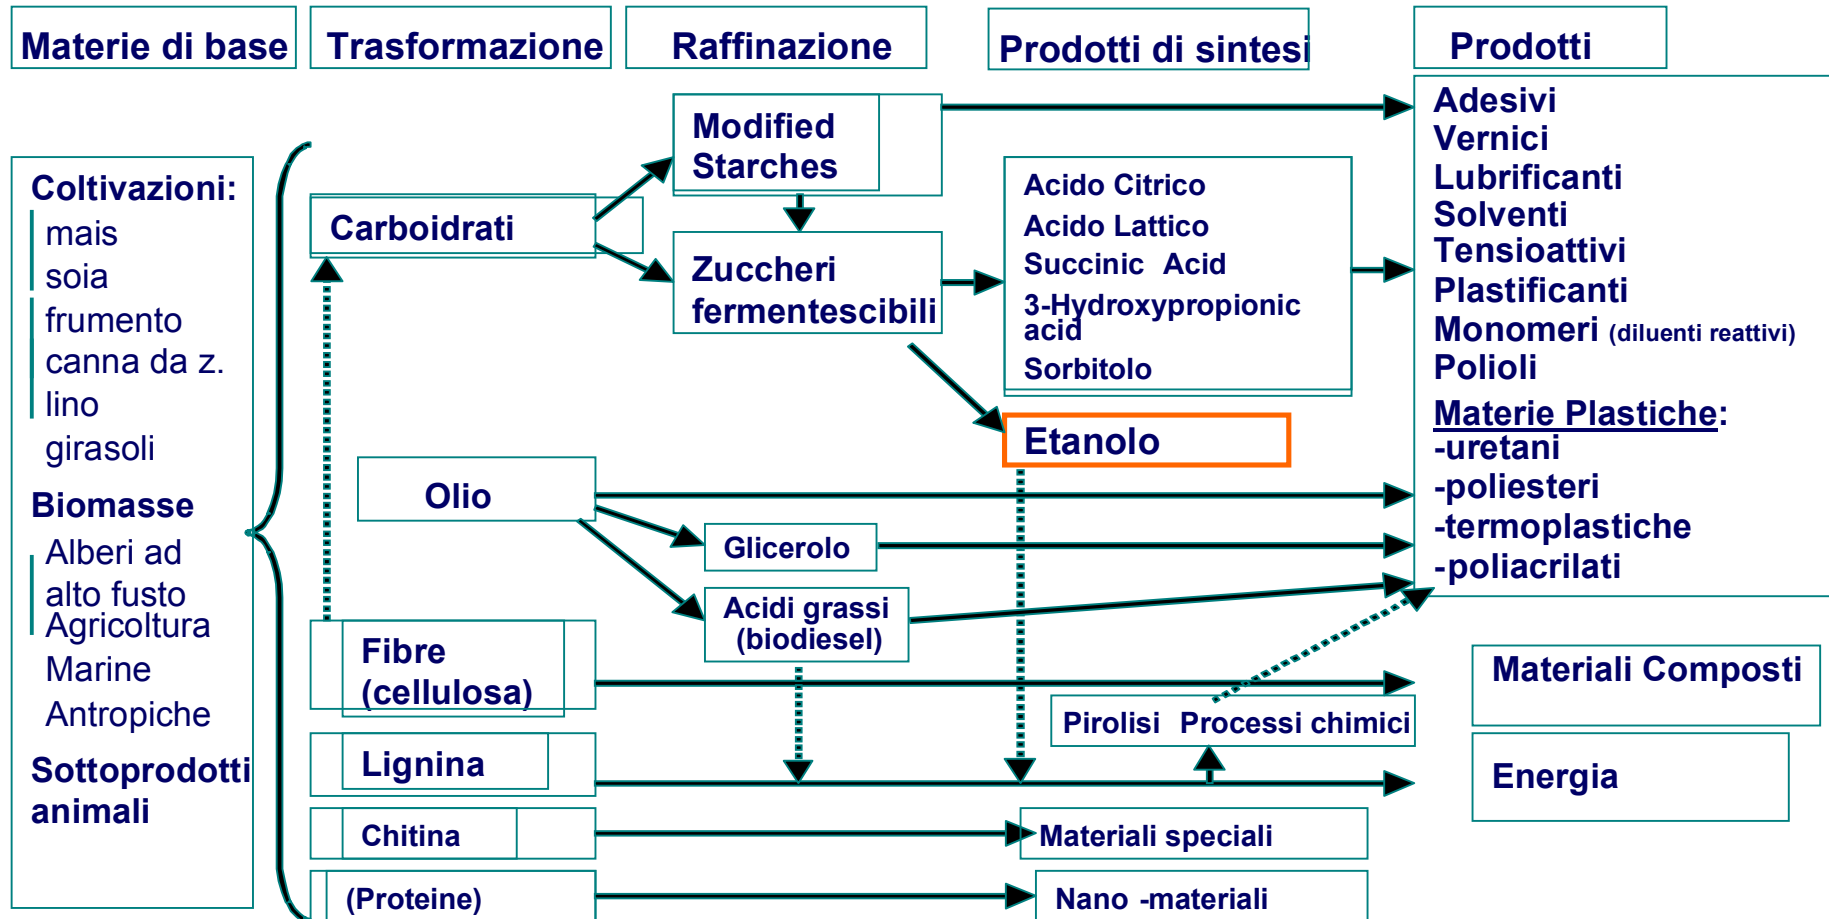 Materie di base
Trasformazione
Raffinazione
Prodotti di sintesi
Prodotti
Coltivazioni:
mais
soia
frumento
canna da z.
lino
girasoli
Biomasse
Alberi ad
alto fusto
Agricoltura
Marine
Antropiche
Sottoprodotti
animali
Carboidrati
Olio
Fibre
(cellulosa)
Lignina
Chitina
(Proteine)
Modified
Starches
Zuccheri
fermentescibili
Glicerolo
Acidi grassi
(biodiesel)
Acido Citrico
Acido Lattico
Succinic Acid
3-Hydroxypropionic
acid
Sorbitolo
Etanolo
Pirolisi Processi chimici
Materiali speciali
Nano -materiali
Adesivi
Vernici
Lubrificanti
Solventi
Tensioattivi
Plastificanti
Monomeri (diluenti reattivi)
Polioli
Materie Plastiche:
-uretani
-poliesteri
-termoplastiche
-poliacrilati
Materiali Composti
Energia